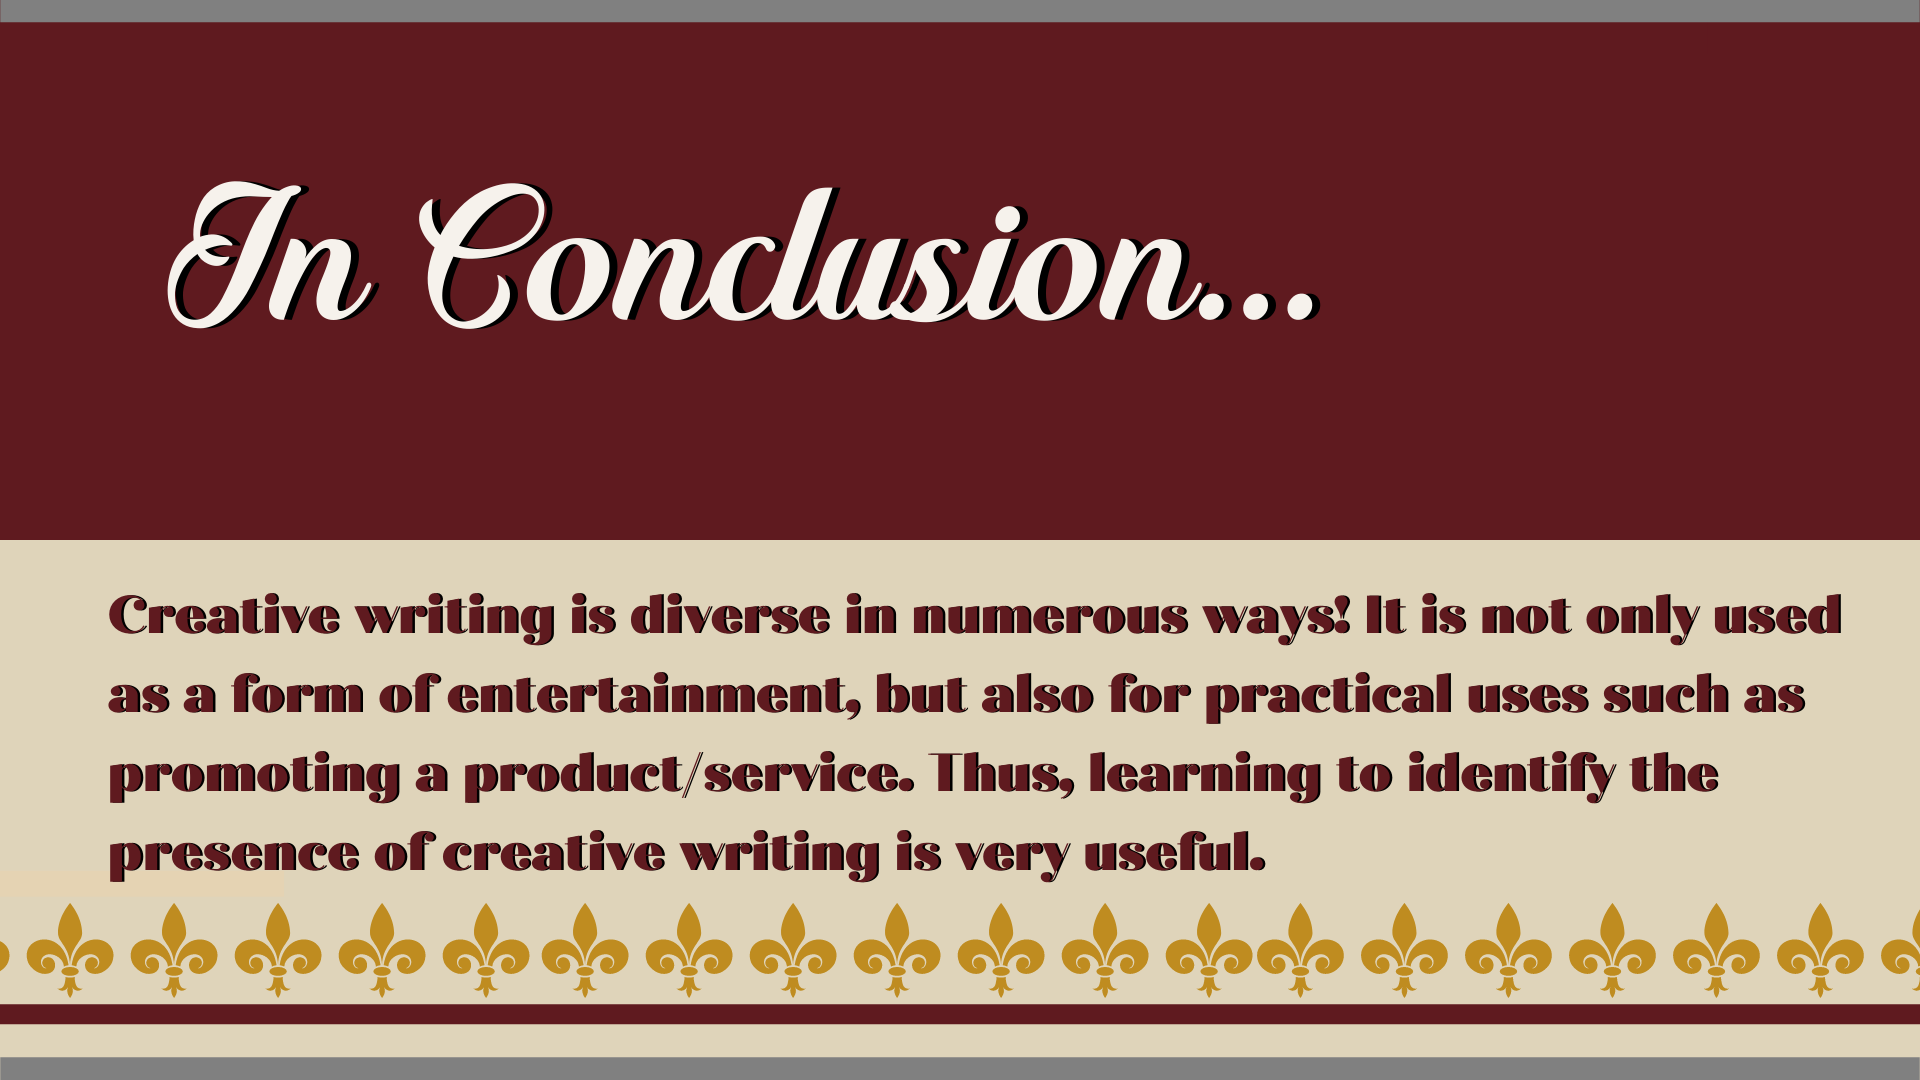 In Conclusion...
Creative writing is diverse in numerous ways! It is not only used
as a form of entertainment, but also for practical uses such as
promoting a product/service. Thus, learning to identify the
presence of creative writing is very useful.